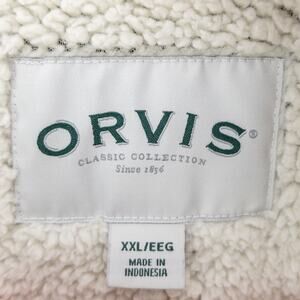 ORVIS®
CLASSIC COLLECTION
Since 1856
XXL/EEG
MADE IN
INDONESIA